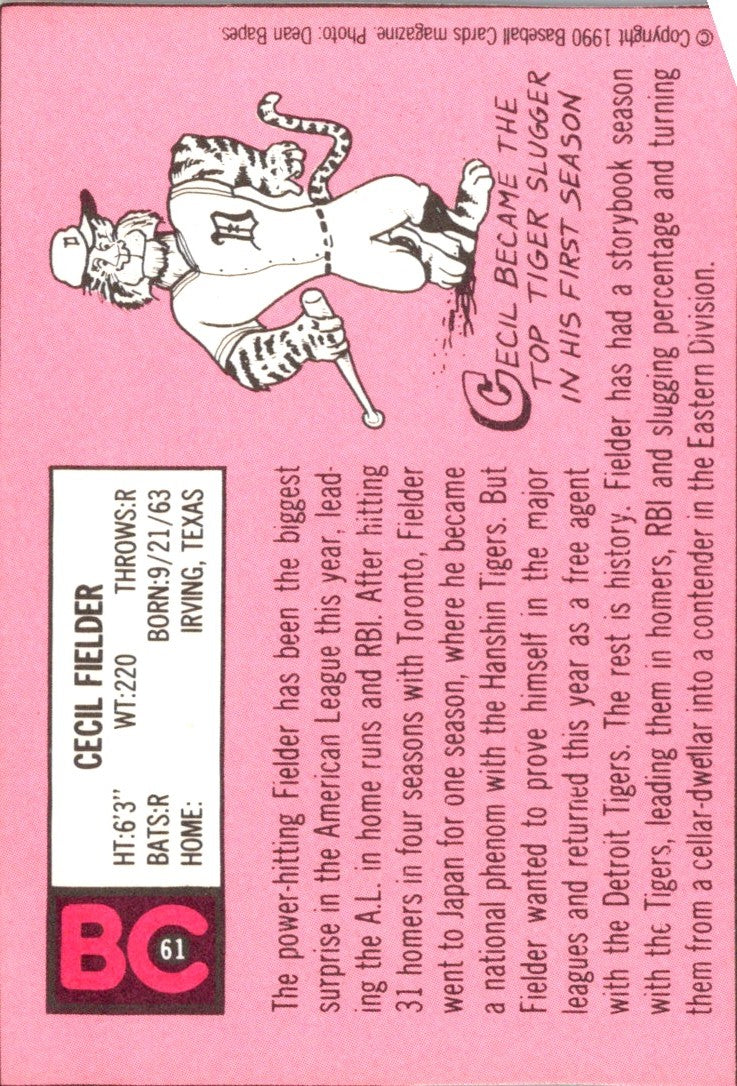 BC
61
CECIL FIELDER
HT:6'3" WT:220 THROWS:R
BATS:R BORN:9/21/63
HOME: IRVING, TEXAS
The power-hitting Fielder has been the biggest
surprise in the American League this year, lead-
ing the A.L. in home runs and RBI. After hitting
31 homers in four seasons with Toronto, Fielder
went to Japan for one season, where he became
a national phenom with the Hanshin Tigers. But
Fielder wanted to prove himself in the major
leagues and returned this year as a free agent
with the Detroit Tigers. The rest is history. Fielder has had a storybook season
with the Tigers, leading them in homers, RBI and slugging percentage and turning
them from a cellar-dwellar into a contender in the Eastern Division.
D
D
CECIL BECAME THE
TOP TIGER SLUGGER
IN HIS FIRST SEASON
© Copyright 1990 Baseball Cards magazine. Photo: Dean Bapes